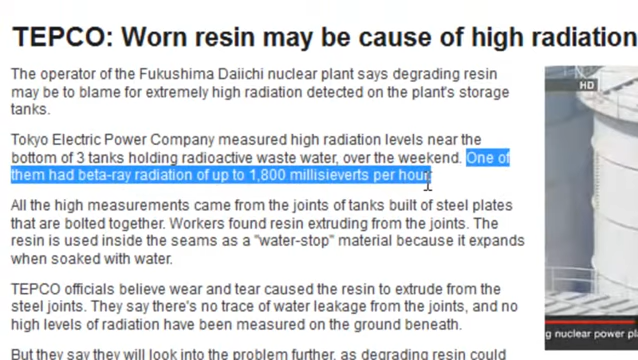 TEPCO: Worn resin may be cause of high radiation
The operator of the Fukushima Daiichi nuclear plant says degrading resin
may be to blame for extremely high radiation detected on the plant's storage
tanks.
HD
Tokyo Electric Power Company measured high radiation levels near the
bottom of 3 tanks holding radioactive waste water, over the weekend. One of
them had beta-ray radiation of up to 1,800 millisieverts per hour.
All the high measurements came from the joints of tanks built of steel plates
that are bolted together. Workers found resin extruding from the joints. The
resin is used inside the seams as a "water-stop" material because it expands
when soaked with water.
TEPCO officials believe wear and tear caused the resin to extrude from the
steel joints. They say there's no trace of water leakage from the joints, and no
high levels of radiation have been measured on the ground beneath.
nuclear power
But they say they will look into the problem further, as degrading resin could